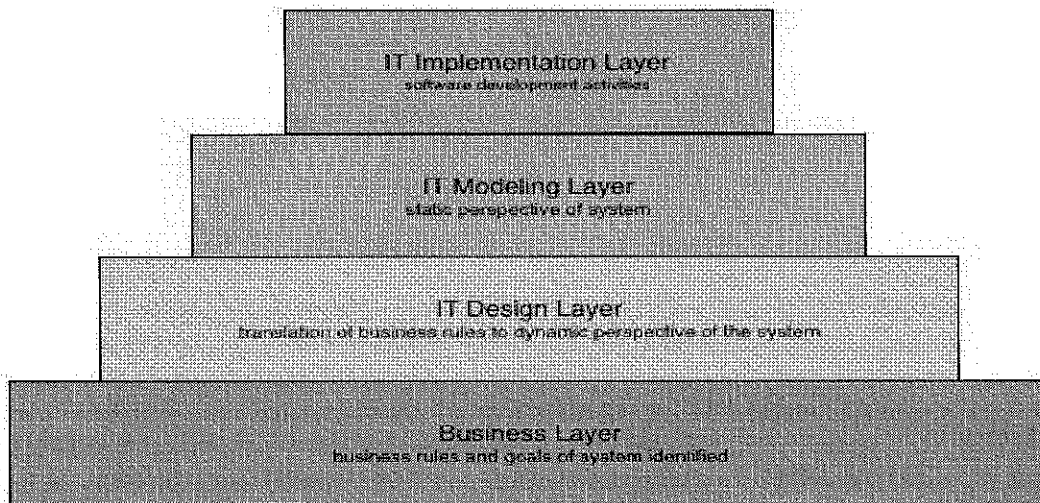 IT Implementation Layer
software development activities
IT Modeling Layer
static perspective of system
IT Design Layer
translation of business rules to dynamic perspective of the system
Business Layer
business rules and goals of system identified